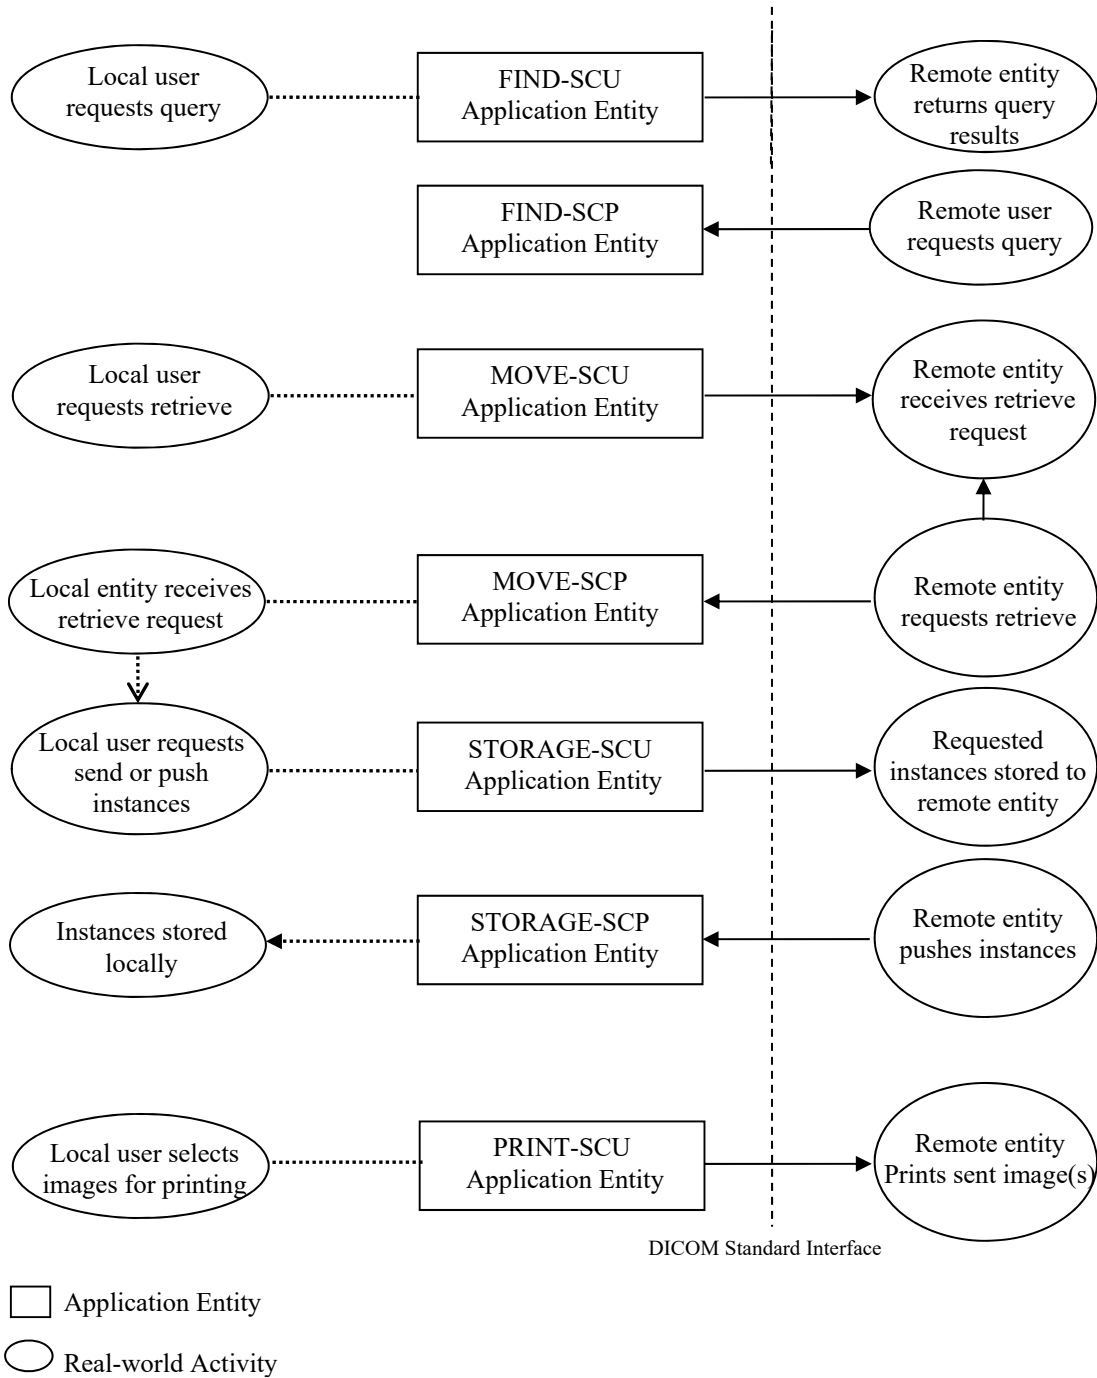 Local user
requests query
FIND-SCU
Application Entity
Remote entity
returns query
results
FIND-SCP
Application Entity
Remote user
requests query
Local user
requests retrieve
MOVE-SCU
Application Entity
Remote entity
receives retrieve
request
Local entity receives
retrieve request
MOVE-SCP
Application Entity
Remote entity
requests retrieve
Local user requests
send or push
instances
STORAGE-SCU
Application Entity
Requested
instances stored to
remote entity
Instances stored
locally
STORAGE-SCP
Application Entity
Remote entity
pushes instances
Local user selects
images for printing
PRINT-SCU
Application Entity
Remote entity
Prints sent image(s)
DICOM Standard Interface
Application Entity
Real-world Activity